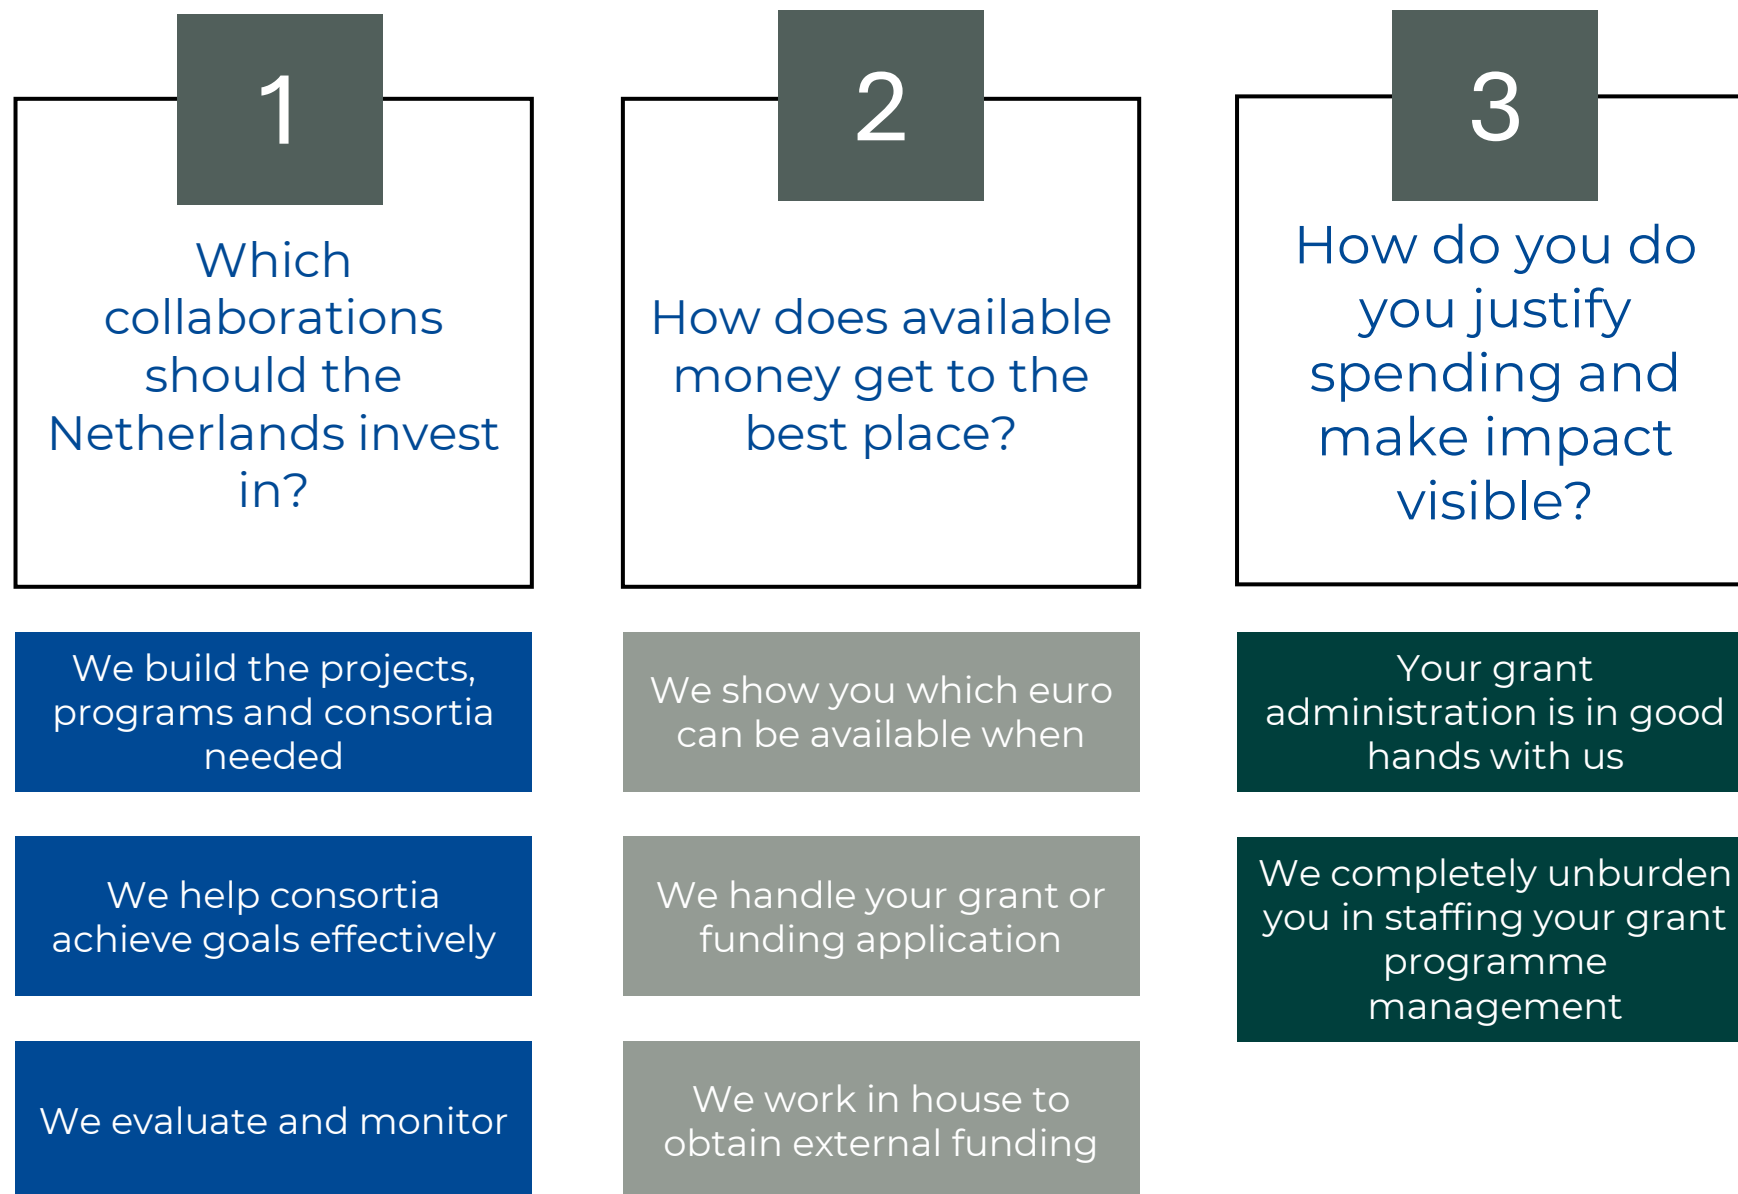 1
Which
collaborations
should the
Netherlands invest
in?
We build the projects,
programs and consortia
needed
We help consortia
achieve goals effectively
We evaluate and monitor
2
How does available
money get to the
best place?
We show you which euro
can be available when
We handle your grant or
funding application
We work in house to
obtain external funding
3
How do you do
you justify
spending and
make impact
visible?
Your grant
administration is in good
hands with us
We completely unburden
you in staffing your grant
programme
management